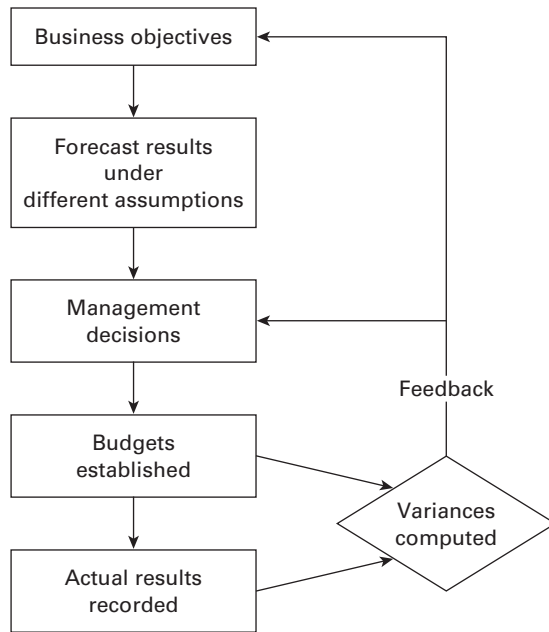 Business objectives
Forecast results
under
different assumptions
Management
decisions
Feedback
Budgets
established
Variances
computed
Actual results
recorded